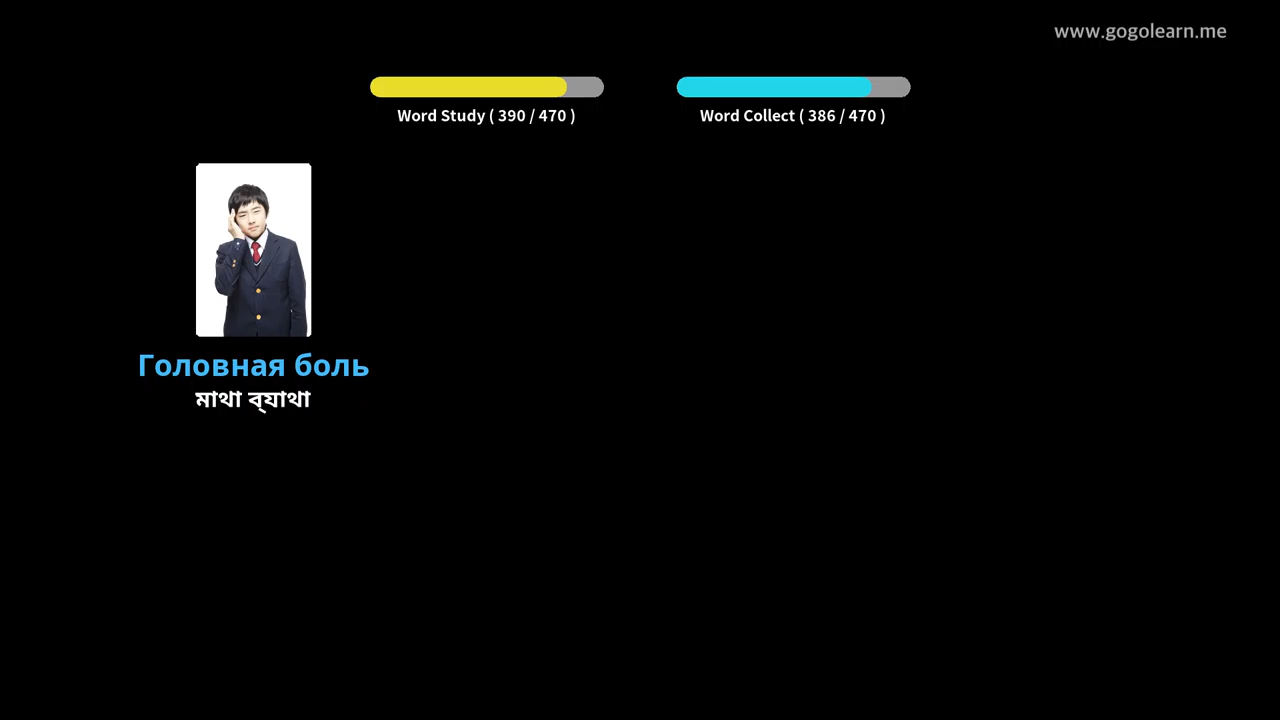 www.gogolearn.me
Word Study ( 390 / 470 )
Word Collect ( 386 / 470 )
Головная боль
মাথা ব্যাথা